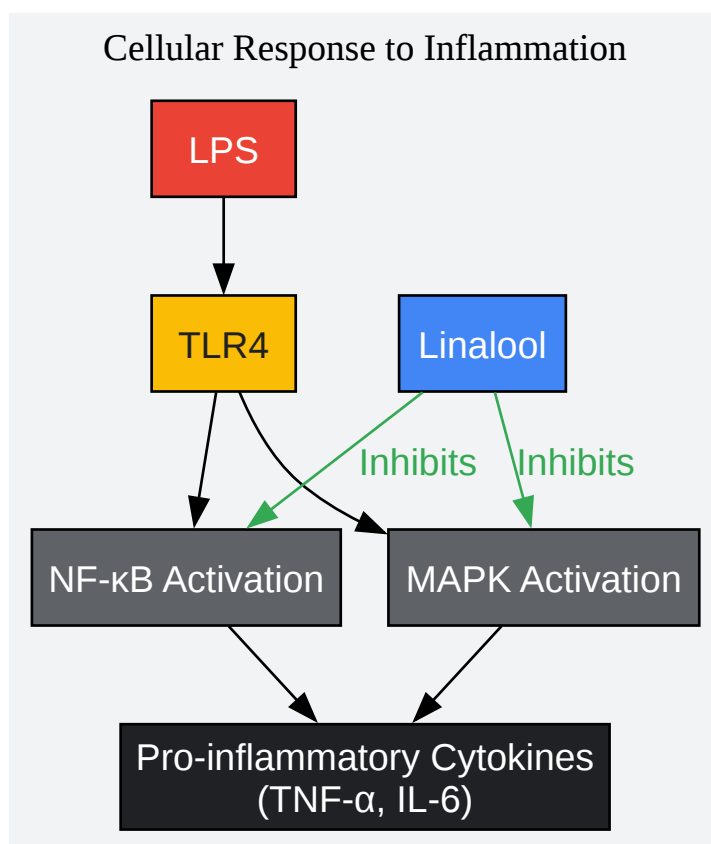 Cellular Response to Inflammation
LPS
TLR4
Linalool
Inhibits
Inhibits
NF-κB Activation
MAPK Activation
Pro-inflammatory Cytokines
(TNF-α, IL-6)